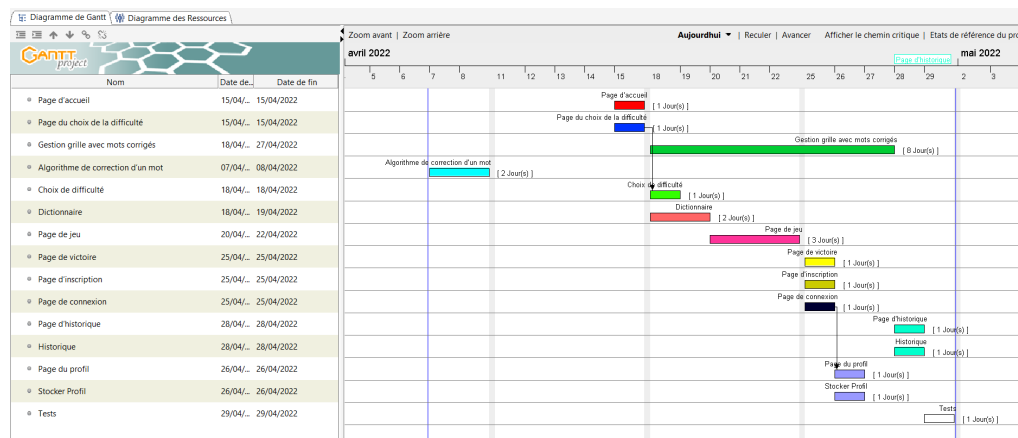 Diagramme de Gantt Diagramme des Ressources
Zoom avant | Zoom arrière Aujourd'hui | Reculer | Avancer Afficher le chemin critique | Etats de référence du pro
GANTT project
avril 2022 mai 2022
Page d'historique
Nom Date de... Date de fin
5 6 7 8 11 12 13 14 15 18 19 20 21 22 25 26 27 28 29 2 3
Page d'accueil 15/04/... 15/04/2022
Page d'accueil
[ 1 Jour(s) ]
Page du choix de la difficulté 15/04/... 15/04/2022
Page du choix de la difficulté
[ 1 Jour(s) ]
Gestion grille avec mots corrigés 18/04/... 27/04/2022
Gestion grille avec mots corrigés
[ 8 Jour(s) ]
Algorithme de correction d'un mot 07/04/... 08/04/2022
Algorithme de correction d'un mot
[ 2 Jour(s) ]
Choix de difficulté 18/04/... 18/04/2022
Choix de difficulté
[ 1 Jour(s) ]
Dictionnaire 18/04/... 19/04/2022
Dictionnaire
[ 2 Jour(s) ]
Page de jeu 20/04/... 22/04/2022
Page de jeu
[ 3 Jour(s) ]
Page de victoire 25/04/... 25/04/2022
Page de victoire
[ 1 Jour(s) ]
Page d'inscription 25/04/... 25/04/2022
Page d'inscription
[ 1 Jour(s) ]
Page de connexion 25/04/... 25/04/2022
Page de connexion
[ 1 Jour(s) ]
Page d'historique 28/04/... 28/04/2022
Page d'historique
[ 1 Jour(s) ]
Historique 28/04/... 28/04/2022
Historique
[ 1 Jour(s) ]
Page du profil 26/04/... 26/04/2022
Page du profil
[ 1 Jour(s) ]
Stocker Profil 26/04/... 26/04/2022
Stocker Profil
[ 1 Jour(s) ]
Tests 29/04/... 29/04/2022
Tests
[ 1 Jour(s) ]